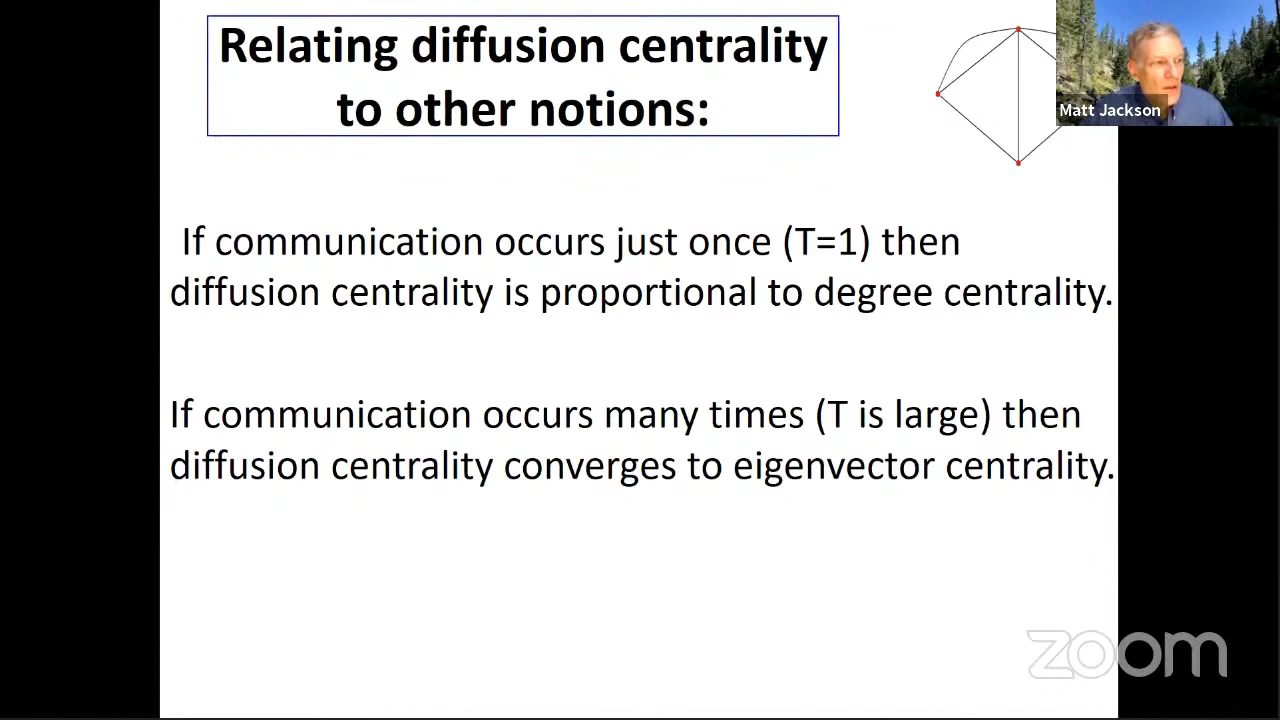 Relating diffusion centrality
to other notions:
Matt Jackson
If communication occurs just once (T=1) then
diffusion centrality is proportional to degree centrality.
If communication occurs many times (T is large) then
diffusion centrality converges to eigenvector centrality.
zoom